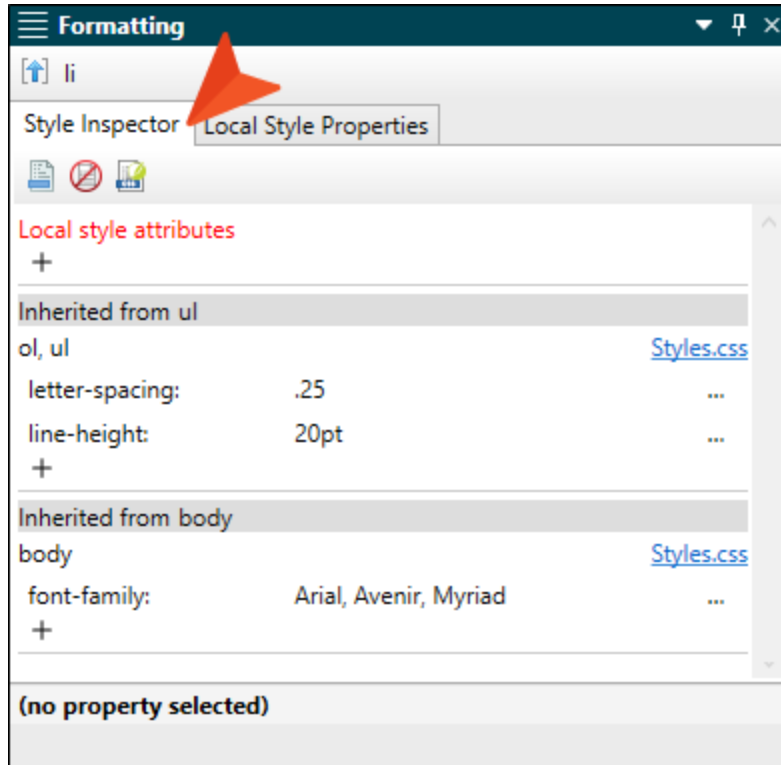 Formatting
li
Style Inspector Local Style Properties
Local style attributes
+
Inherited from ul
ol, ul Styles.css
letter-spacing: .25 ...
line-height: 20pt ...
+
Inherited from body
body Styles.css
font-family: Arial, Avenir, Myriad ...
+
(no property selected)